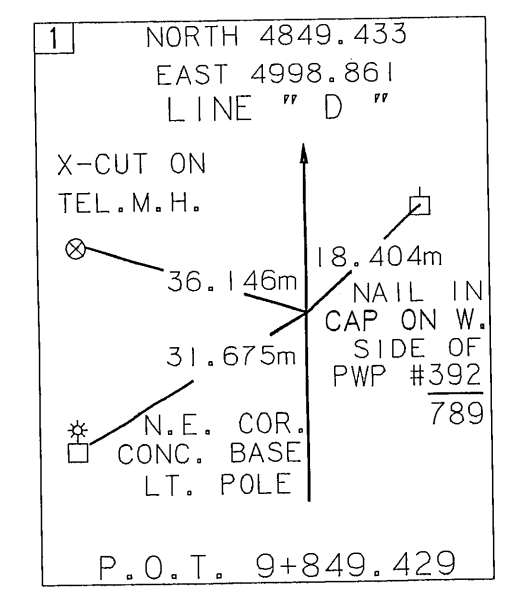 1
NORTH 4849.433
EAST 4998.861
LINE " D "
X-CUT ON
TEL.M.H.
36.146m
18.404m
NAIL IN
CAP ON W.
SIDE OF
PWP #392
789
31.675m
N.E. COR.
CONC. BASE
LT. POLE
P.O.T. 9+849.429